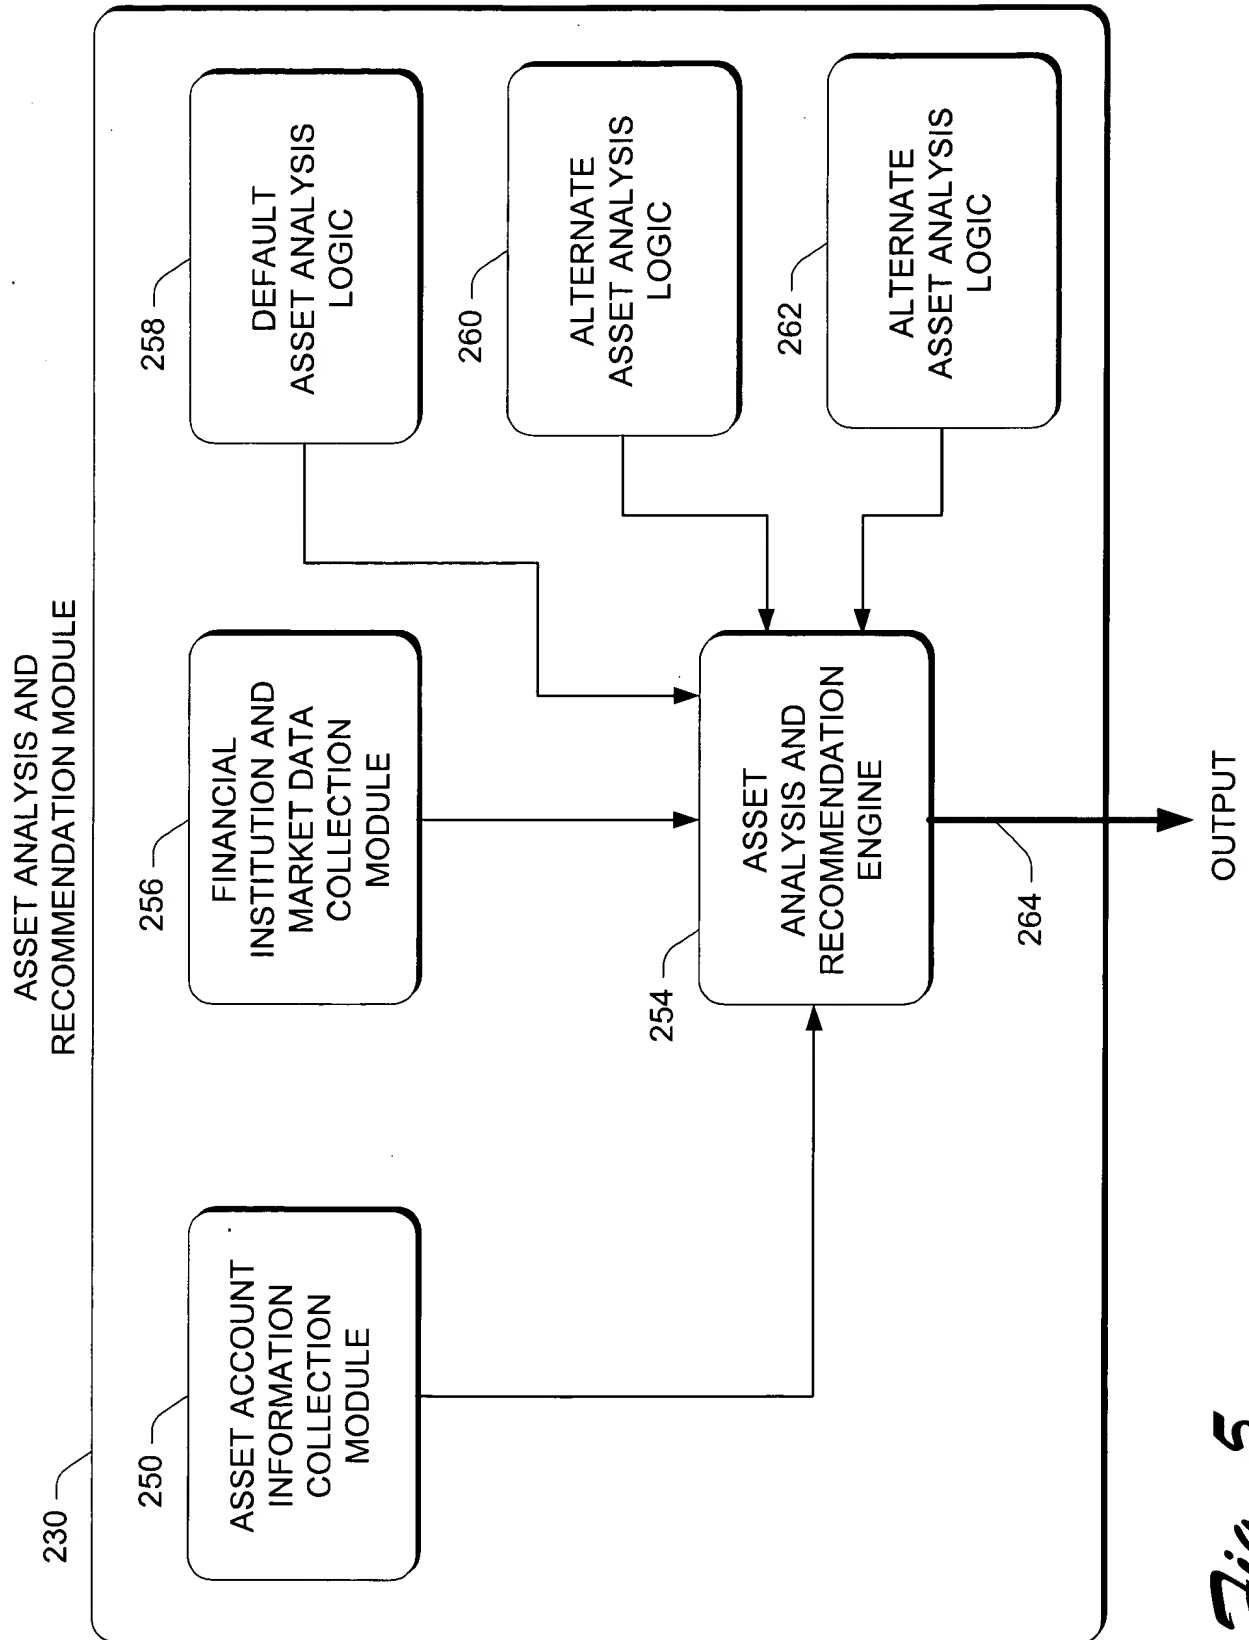 ASSET ANALYSIS AND
RECOMMENDATION MODULE
230
250
ASSET ACCOUNT
INFORMATION
COLLECTION
MODULE
256
FINANCIAL
INSTITUTION AND
MARKET DATA
COLLECTION
MODULE
258
DEFAULT
ASSET ANALYSIS
LOGIC
260
ALTERNATE
ASSET ANALYSIS
LOGIC
262
ALTERNATE
ASSET ANALYSIS
LOGIC
254
ASSET
ANALYSIS AND
RECOMMENDATION
ENGINE
264
OUTPUT
Fig. 5